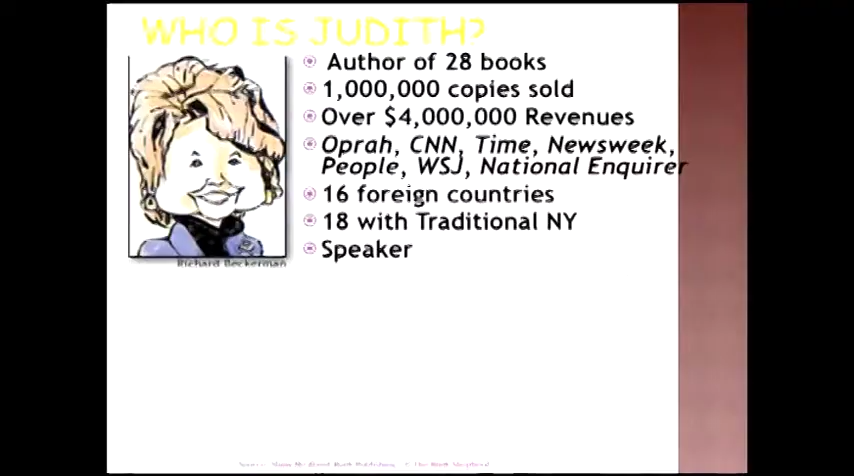 WHO IS JUDITH?
Author of 28 books
1,000,000 copies sold
Over $4,000,000 Revenues
Oprah, CNN, Time, Newsweek,
People, WSJ, National Enquirer
16 foreign countries
18 with Traditional NY
Speaker
Richard Beckerman